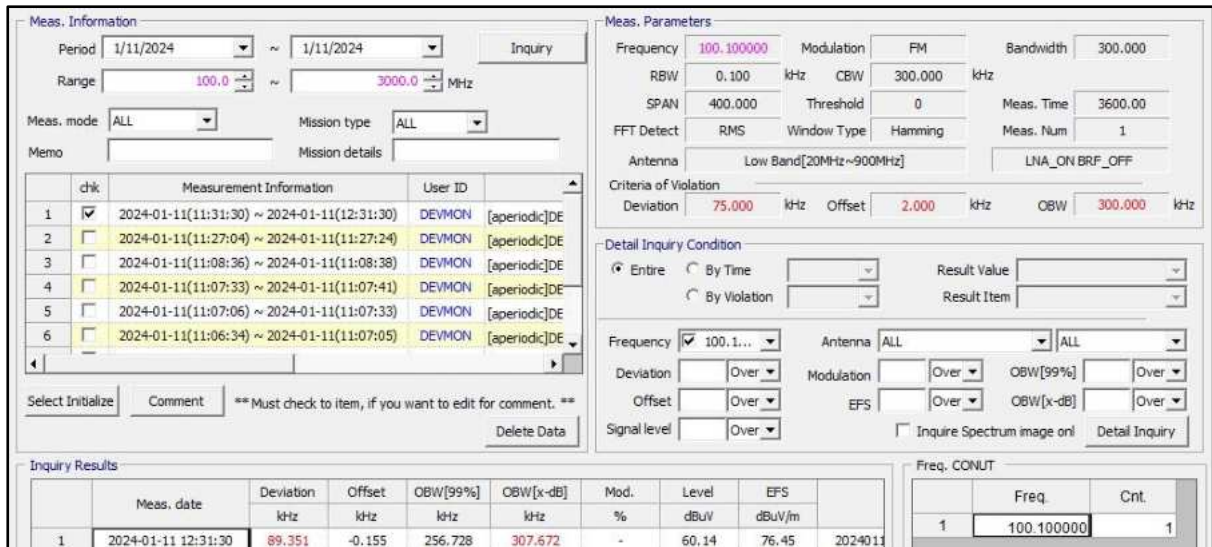 Meas. Information
Period 1/11/2024 ~ 1/11/2024 Inquiry
Range 100.0 ~ 3000.0 MHz
Meas. mode ALL Mission type ALL
Memo Mission details
chk Measurement Information User ID
1 2024-01-11(11:31:30) ~ 2024-01-11(12:31:30) DEVMON [aperiodic]DE
2 2024-01-11(11:27:04) ~ 2024-01-11(11:27:24) DEVMON [aperiodic]DE
3 2024-01-11(11:08:36) ~ 2024-01-11(11:08:38) DEVMON [aperiodic]DE
4 2024-01-11(11:07:33) ~ 2024-01-11(11:07:41) DEVMON [aperiodic]DE
5 2024-01-11(11:07:06) ~ 2024-01-11(11:07:33) DEVMON [aperiodic]DE
6 2024-01-11(11:06:34) ~ 2024-01-11(11:07:05) DEVMON [aperiodic]DE
Select Initialize Comment **Must check to item, if you want to edit for comment. **
Delete Data
Meas. Parameters
Frequency 100.100000 Modulation FM Bandwidth 300.000
RBW 0.100 kHz CBW 300.000 kHz
SPAN 400.000 Threshold 0 Meas. Time 3600.00
FFT Detect RMS Window Type Hamming Meas. Num 1
Antenna Low Band[20MHz~900MHz] LNA_ON BRF_OFF
Criteria of Violation
Deviation 75.000 kHz Offset 2.000 kHz OBW 300.000 kHz
Detail Inquiry Condition
Entire By Time Result Value
By Violation Result Item
Frequency 100.1... Antenna ALL ALL
Deviation Over Modulation Over OBW[99%] Over
Offset Over EFS Over OBW[x-dB] Over
Signal level Over Inquire Spectrum image onl Detail Inquiry
Inquiry Results
Meas. date Deviation Offset OBW[99%] OBW[x-dB] Mod. Level EFS
kHz kHz kHz kHz % dBuV dBuV/m
1 2024-01-11 12:31:30 89.351 -0.155 256.728 307.672 - 60.14 76.45 202401
Freq. CONUT
Freq. Cnt.
1 100.100000 1